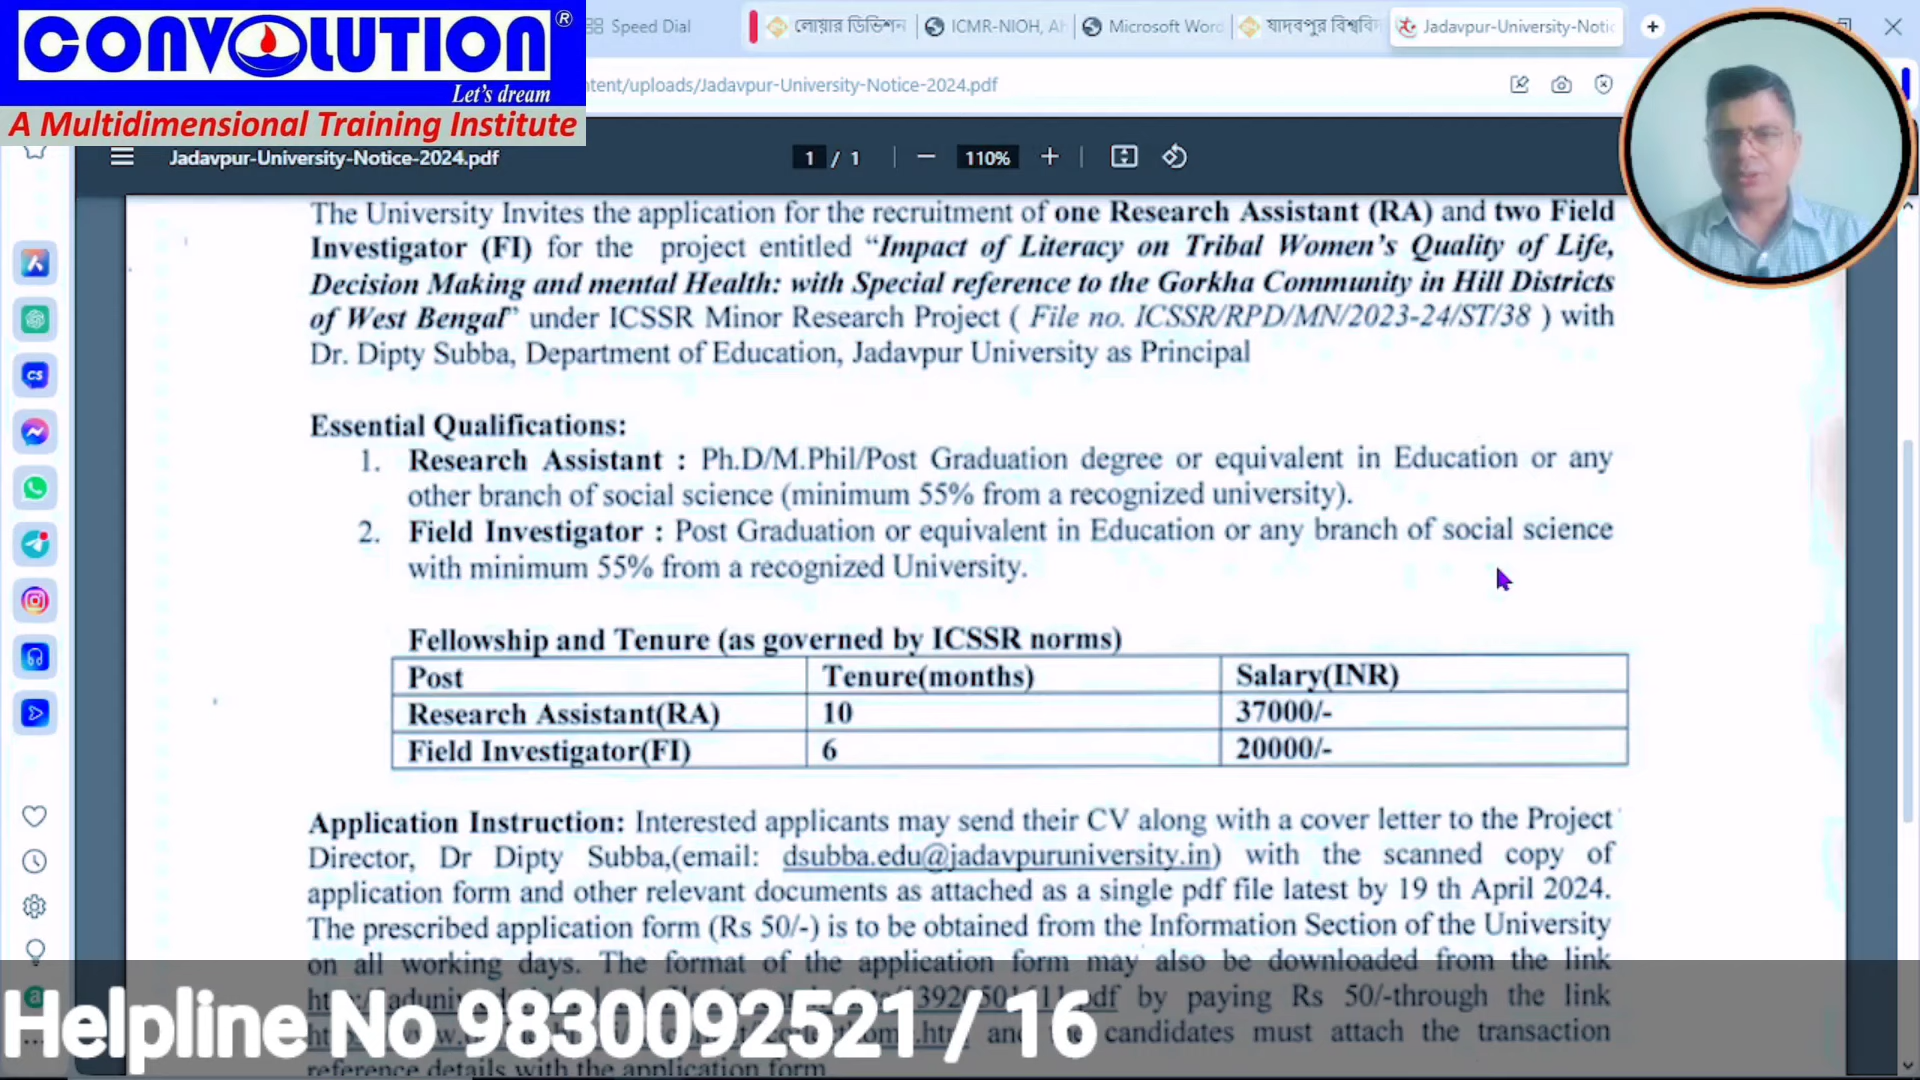 CONVOLUTION®
Let's dream
A Multidimensional Training Institute
Speed Dial
লোয়ার ডিভিশন
ICMR-NIOH, Ah
Microsoft Word
যাদবপুর বিশ্ববি
Jadavpur-University-Notic
ntent/uploads/Jadavpur-University-Notice-2024.pdf
Jadavpur-University-Notice-2024.pdf
1 / 1
110%
The University Invites the application for the recruitment of one Research Assistant (RA) and two Field
Investigator (FI) for the project entitled “Impact of Literacy on Tribal Women’s Quality of Life,
Decision Making and mental Health: with Special reference to the Gorkha Community in Hill Districts
of West Bengal” under ICSSR Minor Research Project ( File no. ICSSR/RPD/MN/2023-24/ST/38 ) with
Dr. Dipty Subba, Department of Education, Jadavpur University as Principal
Essential Qualifications:
1. Research Assistant : Ph.D/M.Phil/Post Graduation degree or equivalent in Education or any
other branch of social science (minimum 55% from a recognized university).
2. Field Investigator : Post Graduation or equivalent in Education or any branch of social science
with minimum 55% from a recognized University.
Fellowship and Tenure (as governed by ICSSR norms)
Post Tenure(months) Salary(INR)
Research Assistant(RA) 10 37000/-
Field Investigator(FI) 6 20000/-
Application Instruction: Interested applicants may send their CV along with a cover letter to the Project
Director, Dr Dipty Subba,(email: dsubba.edu@jadavpuruniversity.in) with the scanned copy of
application form and other relevant documents as attached as a single pdf file latest by 19 th April 2024.
The prescribed application form (Rs 50/-) is to be obtained from the Information Section of the University
on all working days. The format of the application form may also be downloaded from the link
by paying Rs 50/-through the link
candidates must attach the transaction
reference details with the application form
Helpline No 9830092521 / 16